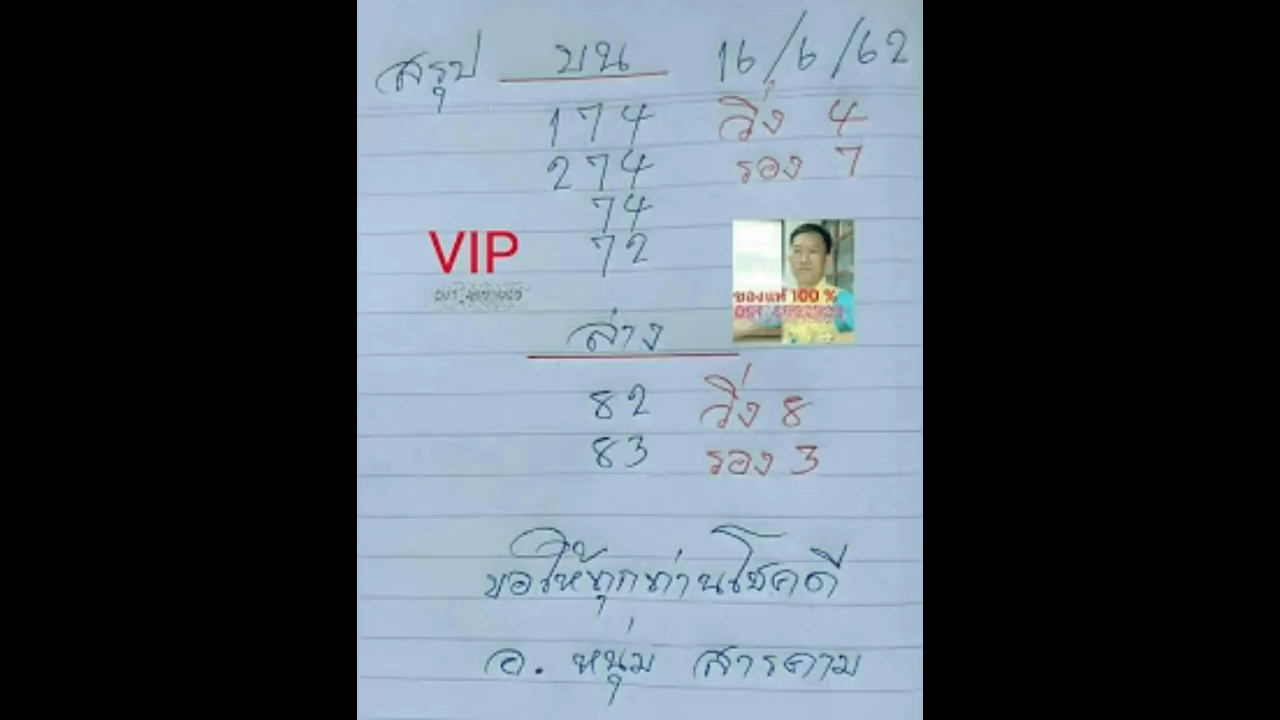 สรุป บน 16/6/62
174 วิ่ง 4
274 รอง 7
74
72
VIP
ของแท้ 100 %
ล่าง
82 วิ่ง 8
83 รอง 3
ขอให้ทุกท่านโชคดี
อ. หนุ่ม สารคาม